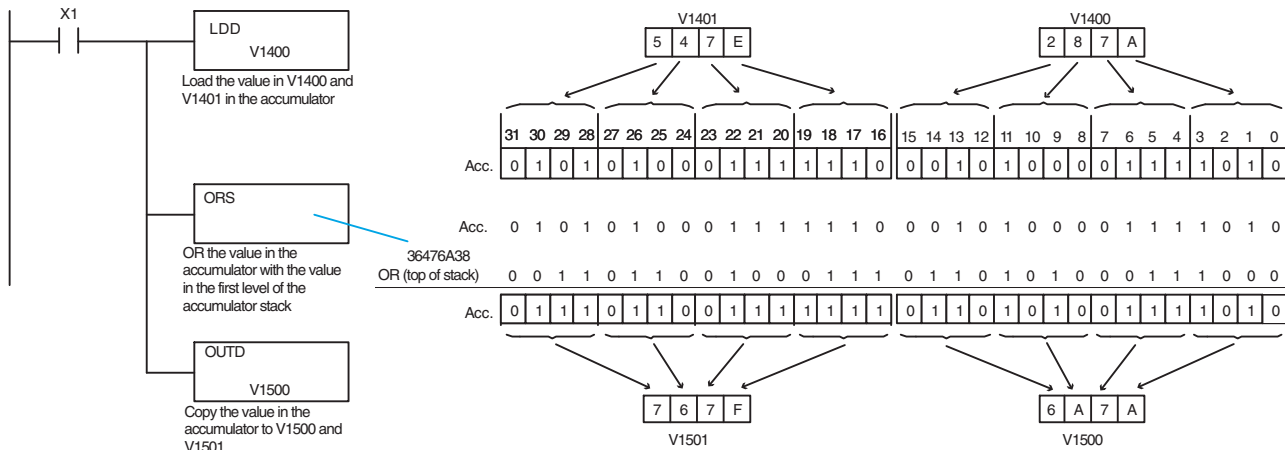 X1
LDD
V1400
Load the value in V1400 and
V1401 in the accumulator
ORS
OR the value in the
accumulator with the value
in the first level of the
accumulator stack
OUTD
V1500
Copy the value in the
accumulator to V1500 and
V1501
V1401 V1400
5 4 7 E 2 8 7 A
31 30 29 28 27 26 25 24 23 22 21 20 19 18 17 16 15 14 13 12 11 10 9 8 7 6 5 4 3 2 1 0
Acc. 0 1 0 1 0 1 0 0 0 1 1 1 1 1 1 0 0 0 1 0 1 0 0 0 0 1 1 1 1 0 1 0
Acc. 0 1 0 1 0 1 0 0 0 1 1 1 1 1 1 0 0 0 1 0 1 0 0 0 0 1 1 1 1 0 1 0
36476A38
OR (top of stack) 0 0 1 1 0 1 1 0 0 1 0 0 0 1 1 1 0 1 1 0 1 0 1 0 0 0 1 1 1 0 0 0
Acc. 0 1 1 1 0 1 1 0 0 1 1 1 1 1 1 1 0 1 1 0 1 0 1 0 0 1 1 1 1 0 1 0
7 6 7 F 6 A 7 A
V1501 V1500